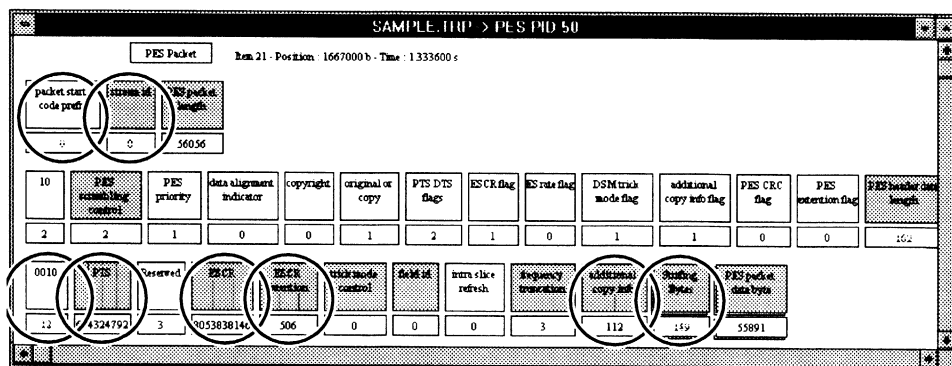 SAMPLE.TRP > PES PID 50
PES Packet
Item 21 - Position : 1667000 b - Time : 1.333600 s
packet start code prefi
stream id
PES packet length
0
0
56056
10
PES scrambling control
PES priority
data alignment indicator
copyright
original or copy
PTS DTS flags
ESCR flag
ES rate flag
DSM trick mode flag
additional copy info flag
PES CRC flag
PES extention flag
PES header data length
2
2
1
0
0
1
2
1
0
1
1
0
0
162
0010
PTS
Reserved
ESCR
ESCR
trick mode control
field id
intra slice refresh
frequency truncation
additional copy info
Stuffing Bytes
PES packet data byte
12
4324792
3
506
0
0
0
3
112
149
55891